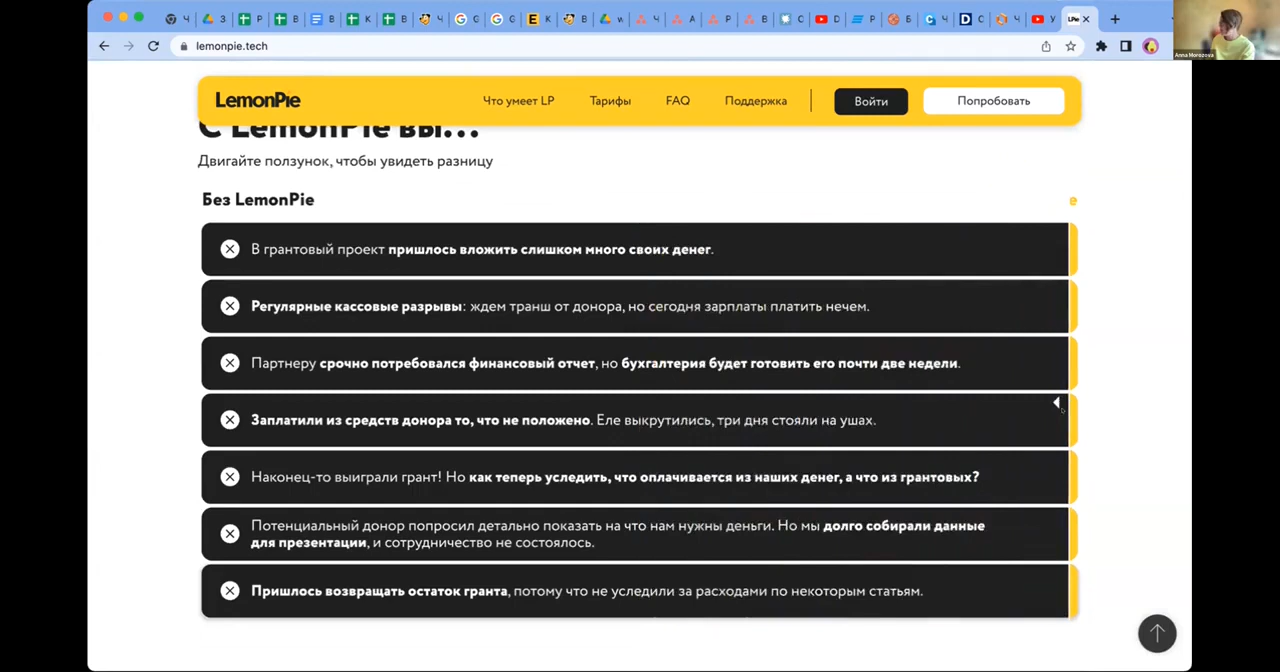 Ч
З
Р
В
В
К
В
Ч
С
С
К
В
w
Ч
А
Р
В
С
D
Р
Б
Ч
С
Ч
У
LPie
lemonpie.tech
Anna Morozova
LemonPie
Что умеет LP
Тарифы
FAQ
Поддержка
Войти
Попробовать
С LemonPie вы...
Двигайте ползунок, чтобы увидеть разницу
Без LemonPie
e
В грантовый проект пришлось вложить слишком много своих денег.
Регулярные кассовые разрывы: ждем транш от донора, но сегодня зарплаты платить нечем.
Партнеру срочно потребовался финансовый отчет, но бухгалтерия будет готовить его почти две недели.
Заплатили из средств донора то, что не положено. Еле выкрутились, три дня стояли на ушах.
Наконец-то выиграли грант! Но как теперь уследить, что оплачивается из наших денег, а что из грантовых?
Потенциальный донор попросил детально показать на что нам нужны деньги. Но мы долго собирали данные
для презентации, и сотрудничество не состоялось.
Пришлось возвращать остаток гранта, потому что не уследили за расходами по некоторым статьям.